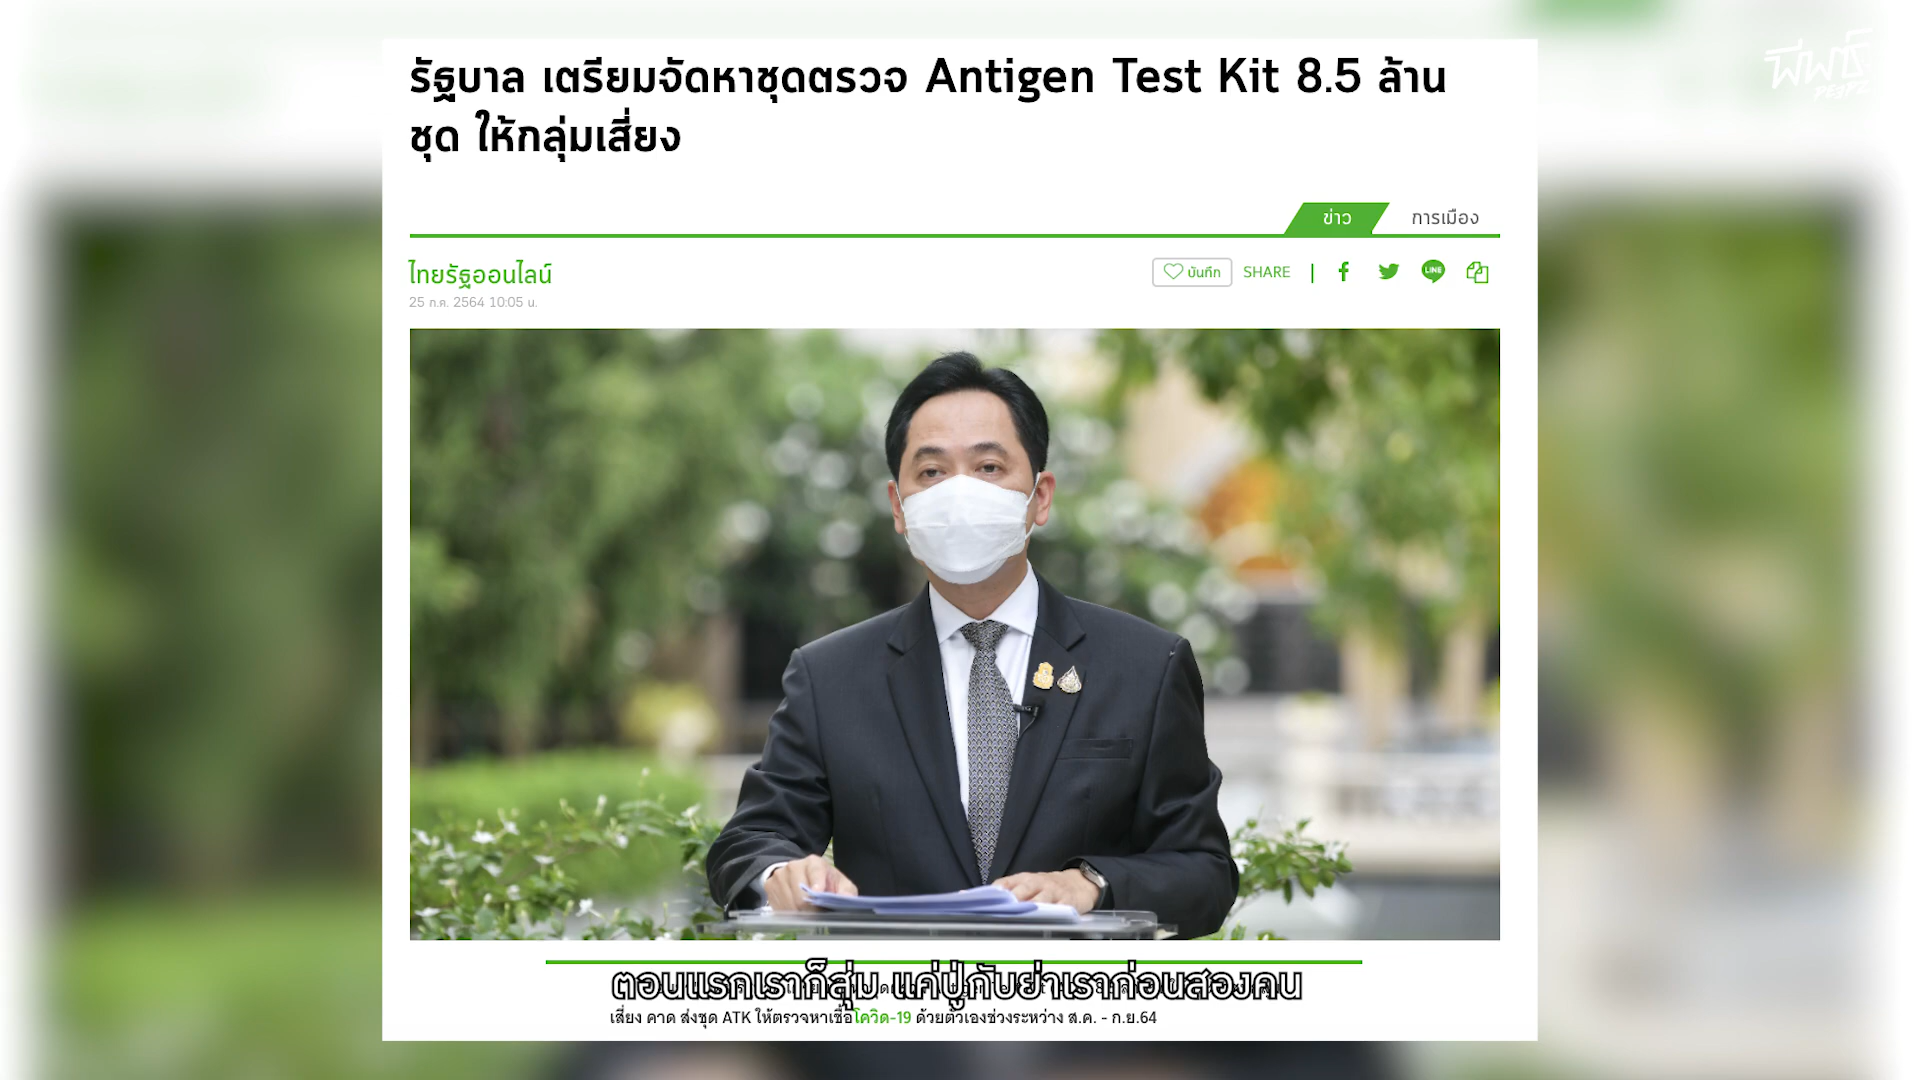 รัฐบาล เตรียมจัดหาชุดตรวจ Antigen Test Kit 8.5 ล้าน
ชุด ให้กลุ่มเสี่ยง
ข่าว
การเมือง
ไทยรัฐออนไลน์
25 ก.ค. 2564 10:05 น.
บันทึก
SHARE
LINE
ตอนแรกเราก็สุ่ม แค่ปู่กับย่าเราก่อนสองคน
เสี่ยง คาด ส่งชุด ATK ให้ตรวจหาเชื้อโควิด-19 ด้วยตัวเองช่วงระหว่าง ส.ค. - ก.ย.64
พีพเร่